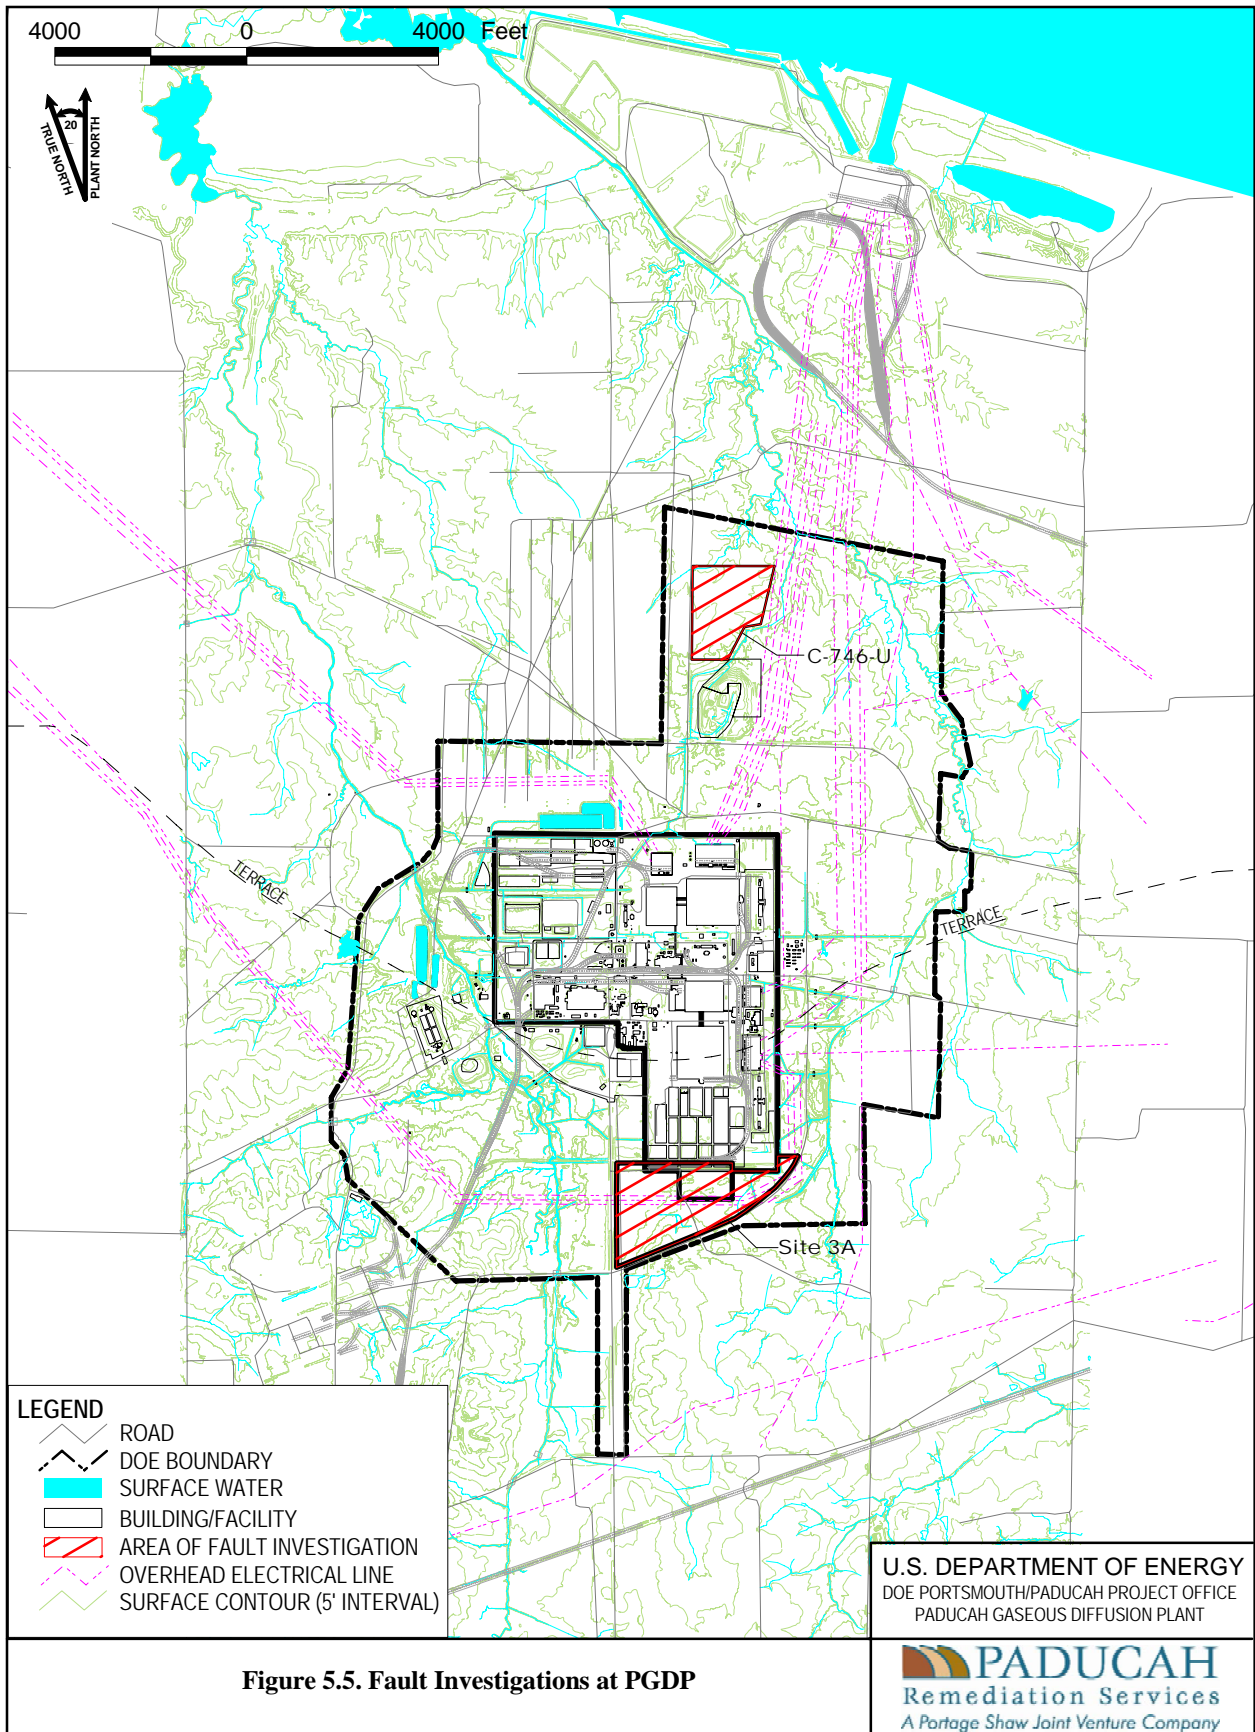 4000 0 4000 Feet
20
TRUE NORTH
PLANT NORTH
C-746-U
TERRACE
TERRACE
Site 3A
LEGEND
ROAD
DOE BOUNDARY
SURFACE WATER
BUILDING/FACILITY
AREA OF FAULT INVESTIGATION
OVERHEAD ELECTRICAL LINE
SURFACE CONTOUR (5' INTERVAL)
U.S. DEPARTMENT OF ENERGY
DOE PORTSMOUTH/PADUCAH PROJECT OFFICE
PADUCAH GASEOUS DIFFUSION PLANT
Figure 5.5. Fault Investigations at PGDP
PADUCAH
Remediation Services
A Portage Shaw Joint Venture Company